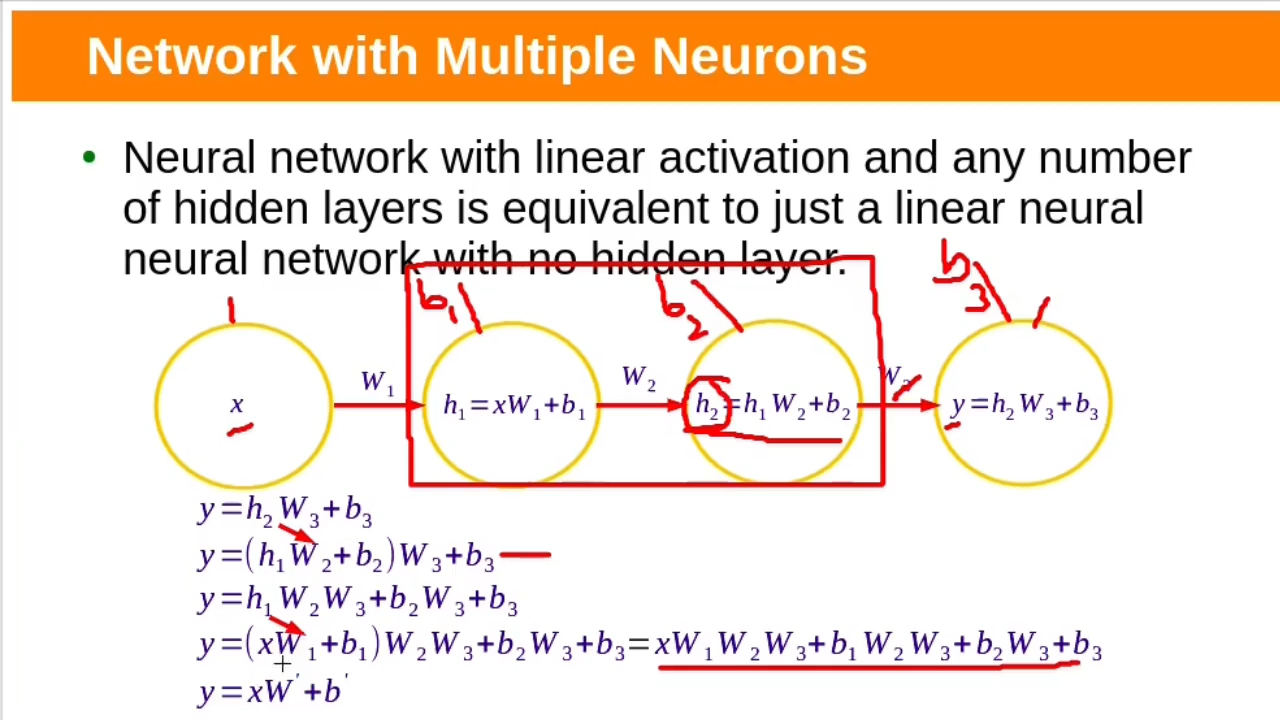 Network with Multiple Neurons
• Neural network with linear activation and any number
of hidden layers is equivalent to just a linear neural
neural network with no hidden layer.
b₁ b₂ b₃
W₁ W₂ W₃
x h₁=xW₁+b₁ h₂=h₁W₂+b₂ y=h₂W₃+b₃
y=h₂W₃+b₃
y=(h₁W₂+b₂)W₃+b₃
y=h₁W₂W₃+b₂W₃+b₃
y=(xW₁+b₁)W₂W₃+b₂W₃+b₃=xW₁W₂W₃+b₁W₂W₃+b₂W₃+b₃
y=xW'+b'